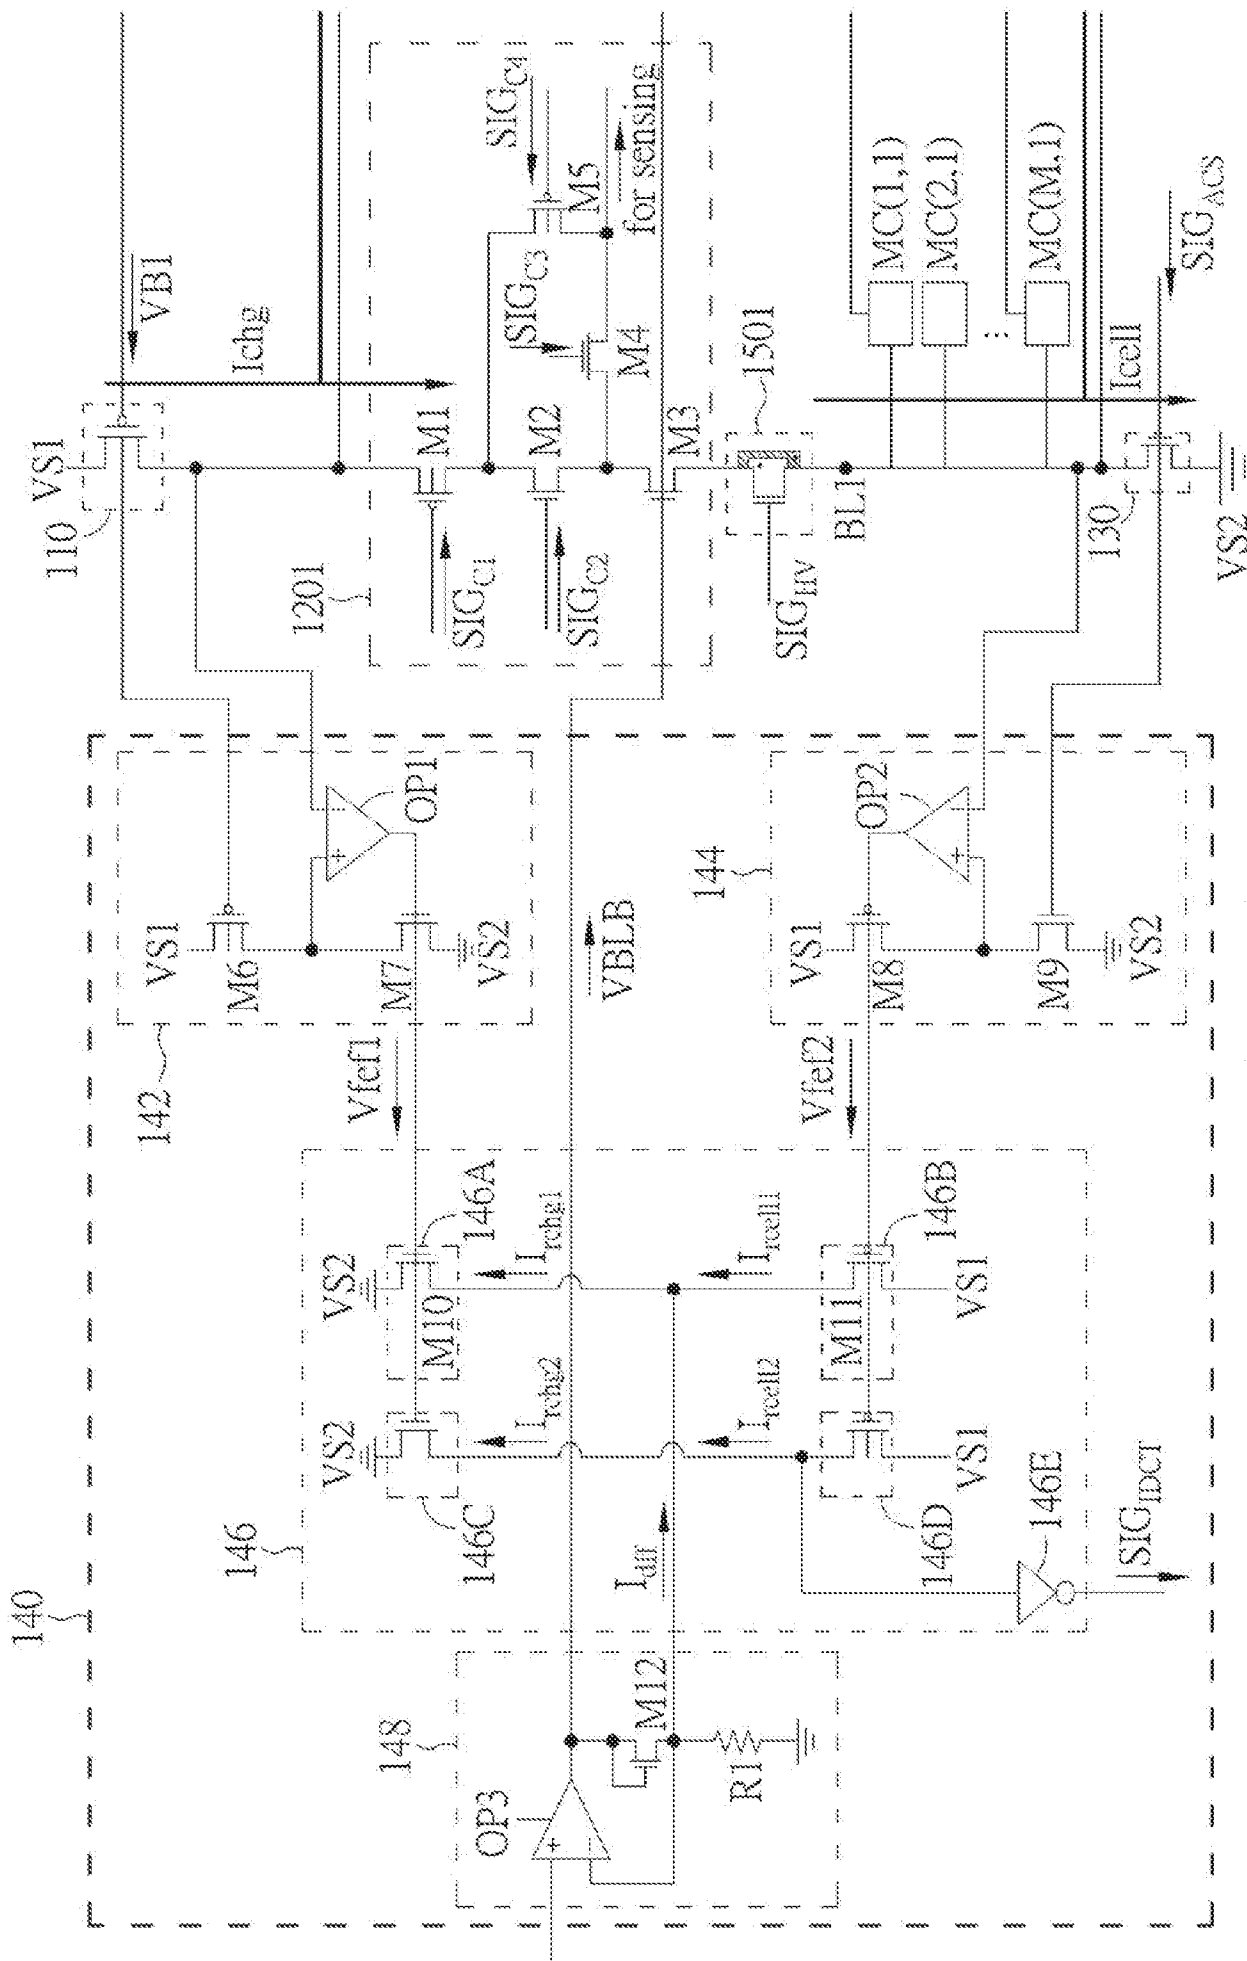 140
148
OP3
M12
R1
146
VS2
VS2
M10
146A
146C
Irchg1
Irchg2
Idiff
Ircell1
Ircell2
M11
146B
146D
VS1
VS1
146E
SIGIDCT
142
VS1
M6
OP1
M7
VS2
Vfef1
VBLB
144
OP2
VS1
M8
M9
VS2
Vfef2
110
VS1
VB1
Ichg
1201
SIGC1
M1
SIGC2
M2
SIGC3
M4
SIGC4
M5
for sensing
M3
1501
SIGHV
BL1
MC(1,1)
MC(2,1)
...
MC(M,1)
Icell
130
SIGACS
VS2